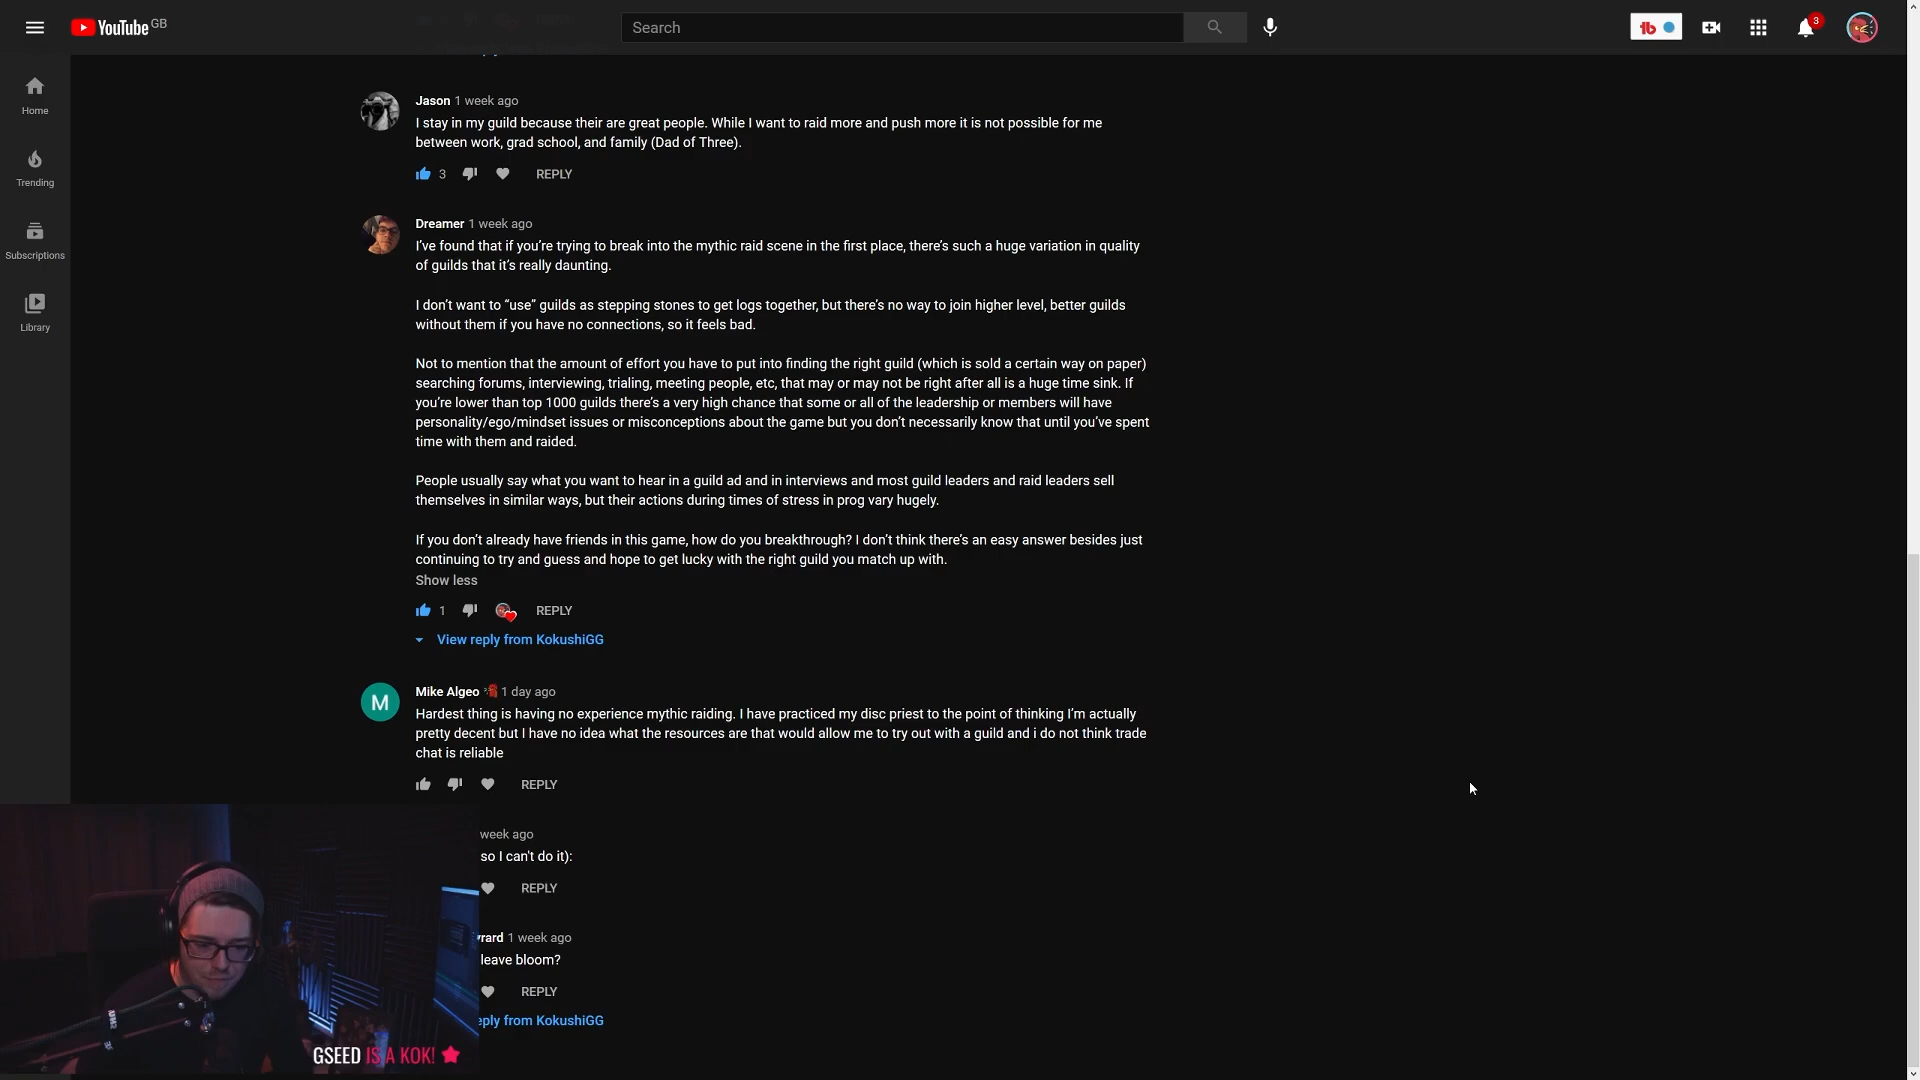 YouTube GB
Search
3
Home
Trending
Subscriptions
Library
Jason 1 week ago
I stay in my guild because their are great people. While I want to raid more and push more it is not possible for me
between work, grad school, and family (Dad of Three).
3 REPLY
Dreamer 1 week ago
I've found that if you're trying to break into the mythic raid scene in the first place, there's such a huge variation in quality
of guilds that it's really daunting.
I don't want to “use” guilds as stepping stones to get logs together, but there's no way to join higher level, better guilds
without them if you have no connections, so it feels bad.
Not to mention that the amount of effort you have to put into finding the right guild (which is sold a certain way on paper)
searching forums, interviewing, trialing, meeting people, etc, that may or may not be right after all is a huge time sink. If
you're lower than top 1000 guilds there's a very high chance that some or all of the leadership or members will have
personality/ego/mindset issues or misconceptions about the game but you don't necessarily know that until you've spent
time with them and raided.
People usually say what you want to hear in a guild ad and in interviews and most guild leaders and raid leaders sell
themselves in similar ways, but their actions during times of stress in prog vary hugely.
If you don't already have friends in this game, how do you breakthrough? I don't think there's an easy answer besides just
continuing to try and guess and hope to get lucky with the right guild you match up with.
Show less
1 REPLY
View reply from KokushiGG
M
Mike Algeo 1 day ago
Hardest thing is having no experience mythic raiding. I have practiced my disc priest to the point of thinking I'm actually
pretty decent but I have no idea what the resources are that would allow me to try out with a guild and i do not think trade
chat is reliable
REPLY
week ago
so I can't do it):
REPLY
rard 1 week ago
leave bloom?
REPLY
eply from KokushiGG
GSEED IS A KOK!